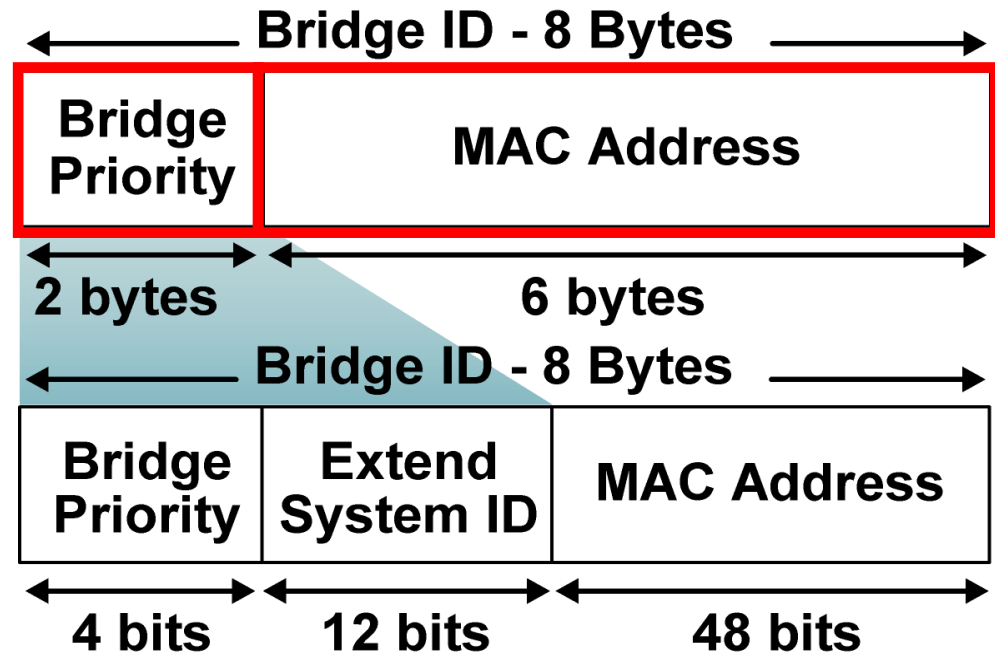 Bridge ID - 8 Bytes
Bridge
Priority
MAC Address
2 bytes
6 bytes
Bridge ID - 8 Bytes
Bridge
Priority
Extend
System ID
MAC Address
4 bits
12 bits
48 bits